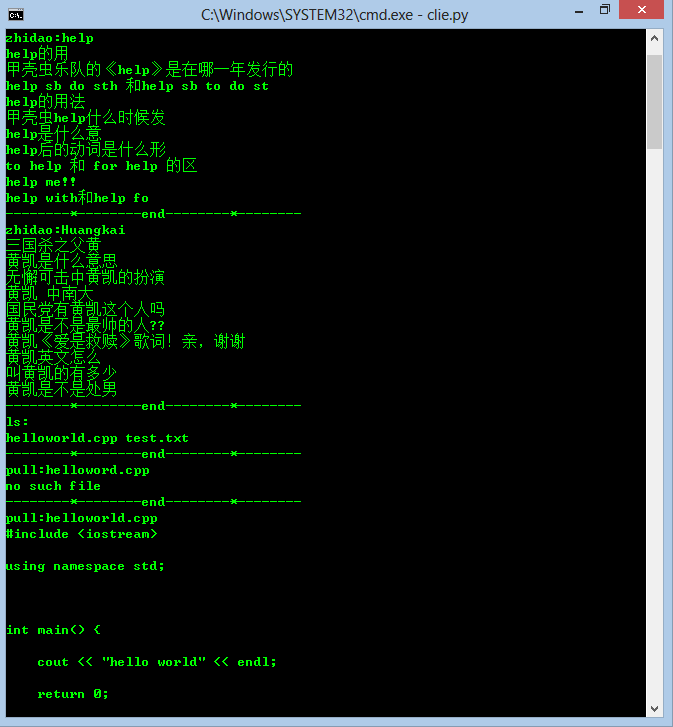 C:\Windows\SYSTEM32\cmd.exe - clie.py
zhidao:help
help的用
甲壳虫乐队的《help》是在哪一年发行的
help sb do sth 和help sb to do st
help的用法
甲壳虫help什么时候发
help是什么意
help后的动词是什么形
to help 和 for help 的区
help me!!
help with和help fo
--------*--------end--------*--------
zhidao:Huangkai
三国杀之父黄
黄凯是什么意思
无懈可击中黄凯的扮演
黄凯 中南大
国民党有黄凯这个人吗
黄凯是不是最帅的人??
黄凯《爱是救赎》歌词！亲，谢谢
黄凯英文怎么
叫黄凯的有多少
黄凯是不是处男
--------*--------end--------*--------
ls:
helloworld.cpp test.txt
--------*--------end--------*--------
pull:helloword.cpp
no such file
--------*--------end--------*--------
pull:helloworld.cpp
#include <iostream>
using namespace std;
int main() {
cout << "hello world" << endl;
return 0;